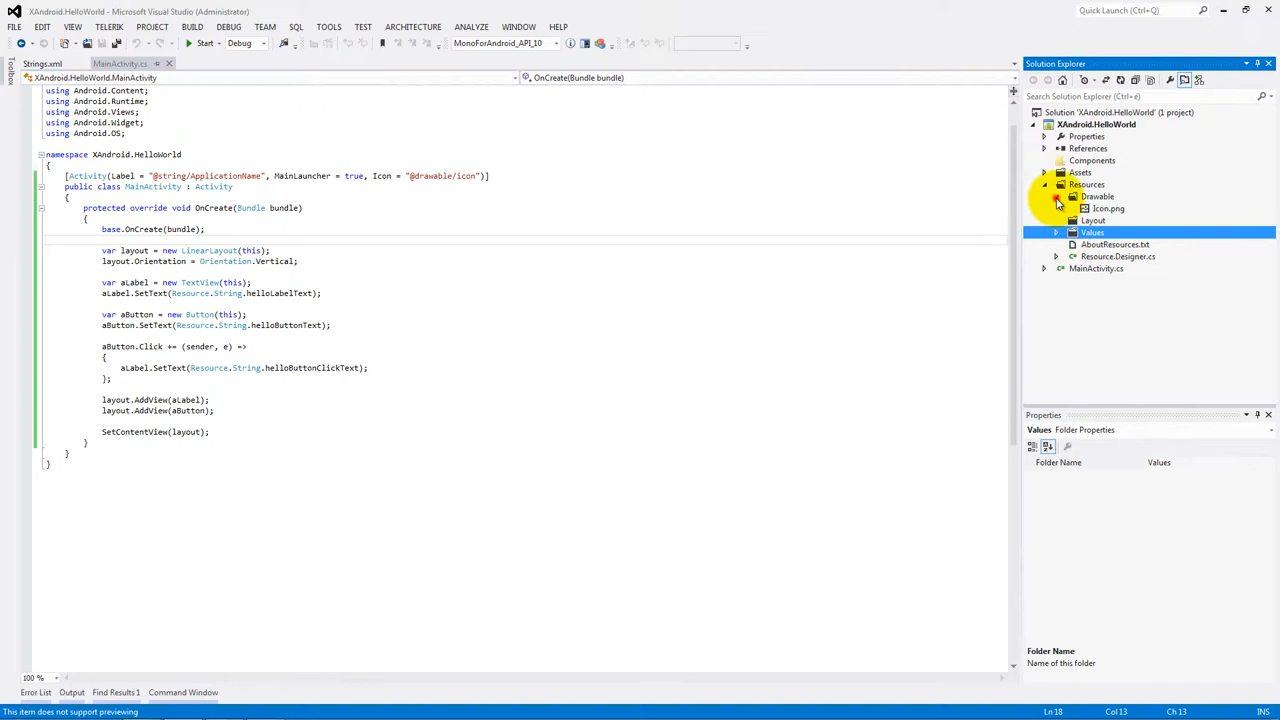 XAndroid.HelloWorld - Microsoft Visual Studio (Administrator)
Quick Launch (Ctrl+Q)
FILE EDIT VIEW TELERIK PROJECT BUILD DEBUG TEAM SQL TEST ARCHITECTURE ANALYZE WINDOW HELP
Start Debug MonoForAndroid_API_10
Toolbox
Strings.xml MainActivity.cs
XAndroid.HelloWorld.MainActivity OnCreate(Bundle bundle)
using Android.Content;
using Android.Runtime;
using Android.Views;
using Android.Widget;
using Android.OS;
namespace XAndroid.HelloWorld
{
[Activity(Label = "@string/ApplicationName", MainLauncher = true, Icon = "@drawable/icon")]
public class MainActivity : Activity
{
protected override void OnCreate(Bundle bundle)
{
base.OnCreate(bundle);
var layout = new LinearLayout(this);
layout.Orientation = Orientation.Vertical;
var aLabel = new TextView(this);
aLabel.SetText(Resource.String.helloLabelText);
var aButton = new Button(this);
aButton.SetText(Resource.String.helloButtonText);
aButton.Click += (sender, e) =>
{
aLabel.SetText(Resource.String.helloButtonClickText);
};
layout.AddView(aLabel);
layout.AddView(aButton);
SetContentView(layout);
}
}
}
100 %
Error List Output Find Results 1 Command Window
Solution Explorer
Search Solution Explorer (Ctrl+é)
Solution 'XAndroid.HelloWorld' (1 project)
XAndroid.HelloWorld
Properties
References
Components
Assets
Resources
Drawable
Icon.png
Layout
Values
AboutResources.txt
Resource.Designer.cs
MainActivity.cs
Properties
Values Folder Properties
Folder Name Values
Folder Name
Name of this folder
This item does not support previewing Ln 18 Col 13 Ch 13 INS